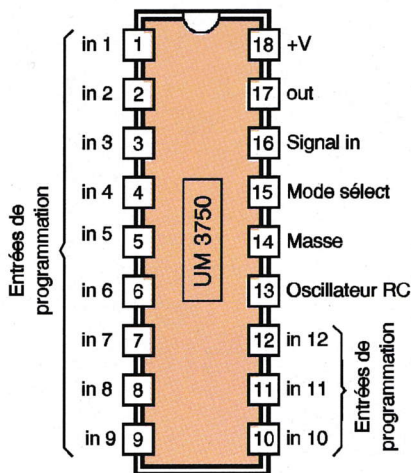 in 1 1 18 +V
in 2 2 17 out
in 3 3 16 Signal in
in 4 4 15 Mode sélect
in 5 5 14 Masse
in 6 6 13 Oscillateur RC
in 7 7 12 in 12
in 8 8 11 in 11
in 9 9 10 in 10
UM 3750
Entrées de
programmation
Entrées de
programmation